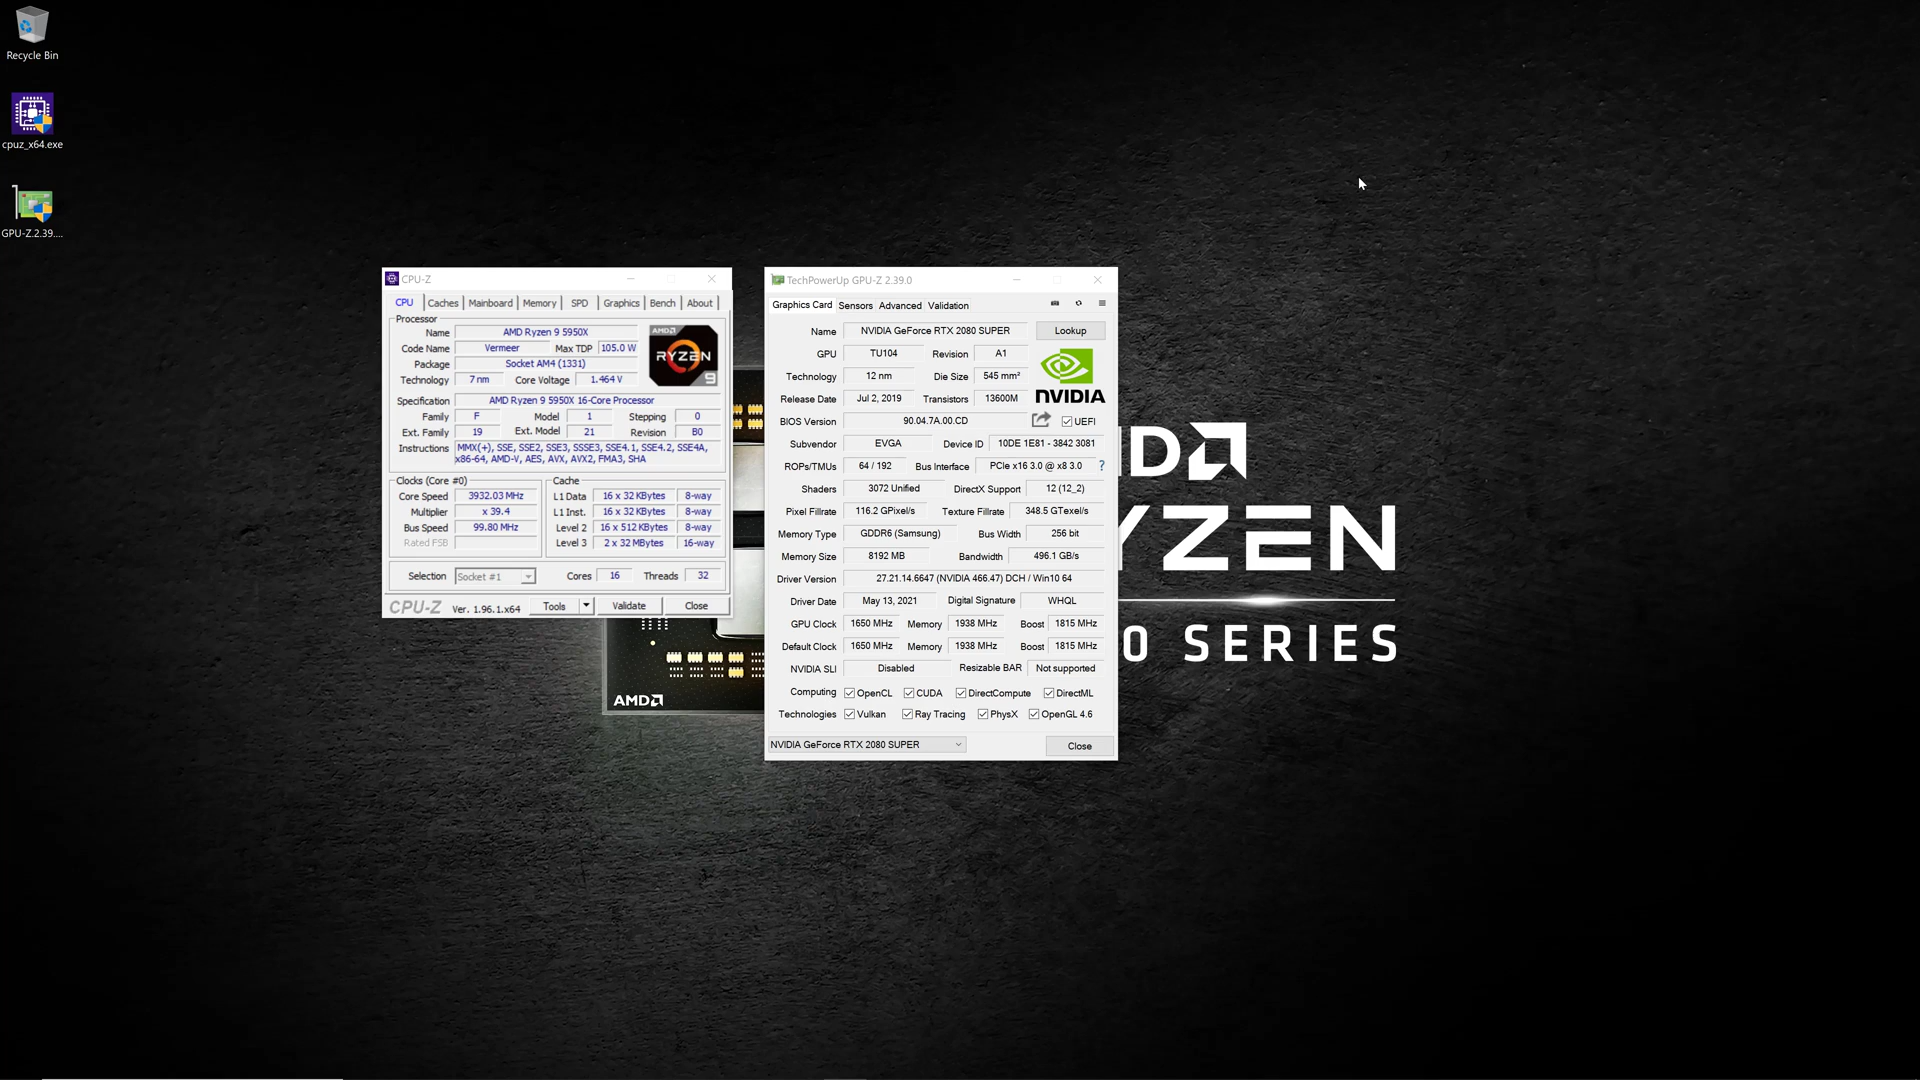 Recycle Bin
cpuz_x64.exe
GPU-Z.2.39....
CPU-Z
CPU Caches Mainboard Memory SPD Graphics Bench About
Processor
Name AMD Ryzen 9 5950X
Code Name Vermeer Max TDP 105.0 W
Package Socket AM4 (1331)
Technology 7 nm Core Voltage 1.464 V
AMD
RYZEN
9
Specification AMD Ryzen 9 5950X 16-Core Processor
Family F Model 1 Stepping 0
Ext. Family 19 Ext. Model 21 Revision B0
Instructions MMX(+), SSE, SSE2, SSE3, SSSE3, SSE4.1, SSE4.2, SSE4A,
x86-64, AMD-V, AES, AVX, AVX2, FMA3, SHA
Clocks (Core #0)
Core Speed 3932.03 MHz
Multiplier x 39.4
Bus Speed 99.80 MHz
Rated FSB
Cache
L1 Data 16 x 32 KBytes 8-way
L1 Inst. 16 x 32 KBytes 8-way
Level 2 16 x 512 KBytes 8-way
Level 3 2 x 32 MBytes 16-way
Selection Socket #1 Cores 16 Threads 32
CPU-Z Ver. 1.96.1.x64 Tools Validate Close
TechPowerUp GPU-Z 2.39.0
Graphics Card Sensors Advanced Validation
Name NVIDIA GeForce RTX 2080 SUPER Lookup
GPU TU104 Revision A1
Technology 12 nm Die Size 545 mm²
Release Date Jul 2, 2019 Transistors 13600M
NVIDIA
BIOS Version 90.04.7A.00.CD UEFI
Subvendor EVGA Device ID 10DE 1E81 - 3842 3081
ROPs/TMUs 64 / 192 Bus Interface PCIe x16 3.0 @ x8 3.0 ?
Shaders 3072 Unified DirectX Support 12 (12_2)
Pixel Fillrate 116.2 GPixel/s Texture Fillrate 348.5 GTexel/s
Memory Type GDDR6 (Samsung) Bus Width 256 bit
Memory Size 8192 MB Bandwidth 496.1 GB/s
Driver Version 27.21.14.6647 (NVIDIA 466.47) DCH / Win10 64
Driver Date May 13, 2021 Digital Signature WHQL
GPU Clock 1650 MHz Memory 1938 MHz Boost 1815 MHz
Default Clock 1650 MHz Memory 1938 MHz Boost 1815 MHz
NVIDIA SLI Disabled Resizable BAR Not supported
Computing OpenCL CUDA DirectCompute DirectML
Technologies Vulkan Ray Tracing PhysX OpenGL 4.6
NVIDIA GeForce RTX 2080 SUPER Close
D
YZEN
0 SERIES
AMD